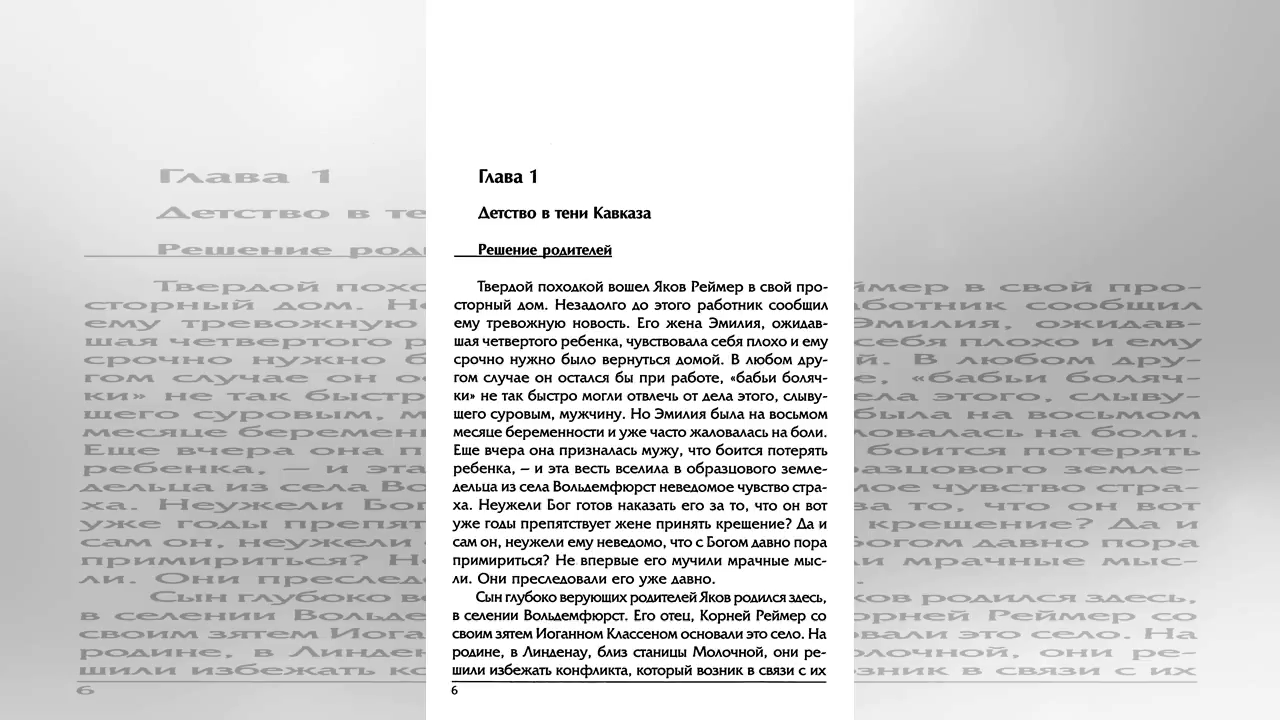 Глава 1
Детство в тени Кавказа
Решение родителей
Твердой походкой вошел Яков Реймер в свой про-
сторный дом. Незадолго до этого работник сообщил
ему тревожную новость. Его жена Эмилия, ожидав-
шая четвертого ребенка, чувствовала себя плохо и ему
срочно нужно было вернуться домой. В любом дру-
гом случае он остался бы при работе, «бабьи боляч-
ки» не так быстро могли отвлечь от дела этого, слыву-
щего суровым, мужчину. Но Эмилия была на восьмом
месяце беременности и уже часто жаловалась на боли.
Еще вчера она призналась мужу, что боится потерять
ребенка, – и эта весть вселила в образцового земле-
дельца из села Вольдемфюрст неведомое чувство стра-
ха. Неужели Бог готов наказать его за то, что он вот
уже годы препятствует жене принять крещение? Да и
сам он, неужели ему неведомо, что с Богом давно пора
примириться? Не впервые его мучили мрачные мыс-
ли. Они преследовали его уже давно.
Сын глубоко верующих родителей Яков родился здесь,
в селении Вольдемфюрст. Его отец, Корней Реймер со
своим зятем Иоганном Классеном основали это село. На
родине, в Линденау, близ станицы Молочной, они ре-
шили избежать конфликта, который возник в связи с их
6